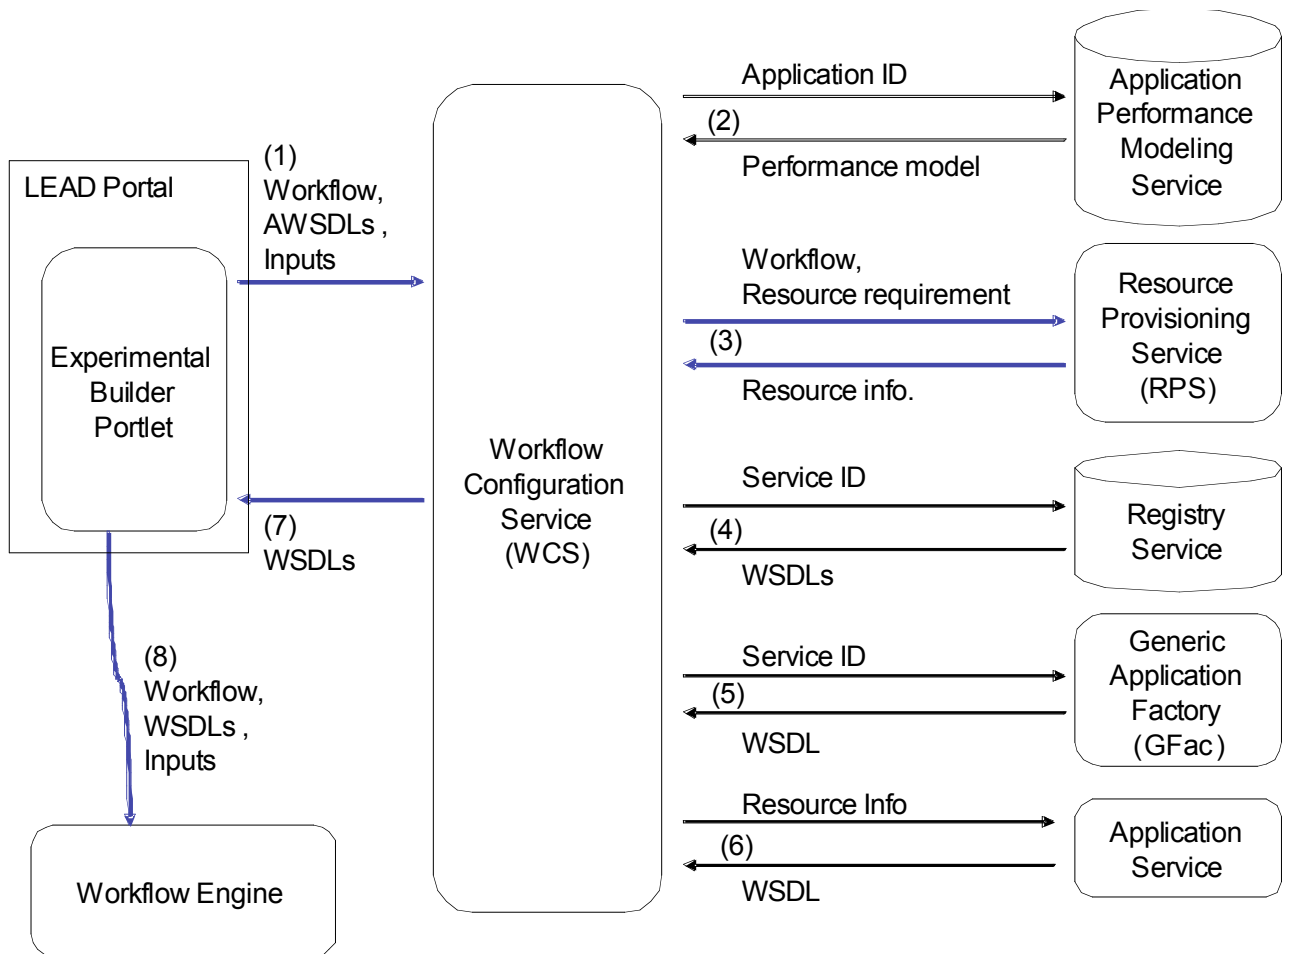 LEAD Portal
Experimental
Builder
Portlet
(1)
Workflow,
AWSDLs ,
Inputs
(7)
WSDLs
(8)
Workflow,
WSDLs ,
Inputs
Workflow Engine
Workflow
Configuration
Service
(WCS)
Application ID
(2)
Performance model
Application
Performance
Modeling
Service
Workflow,
Resource requirement
(3)
Resource info.
Resource
Provisioning
Service
(RPS)
Service ID
(4)
WSDLs
Registry
Service
Service ID
(5)
WSDL
Generic
Application
Factory
(GFac)
Resource Info
(6)
WSDL
Application
Service